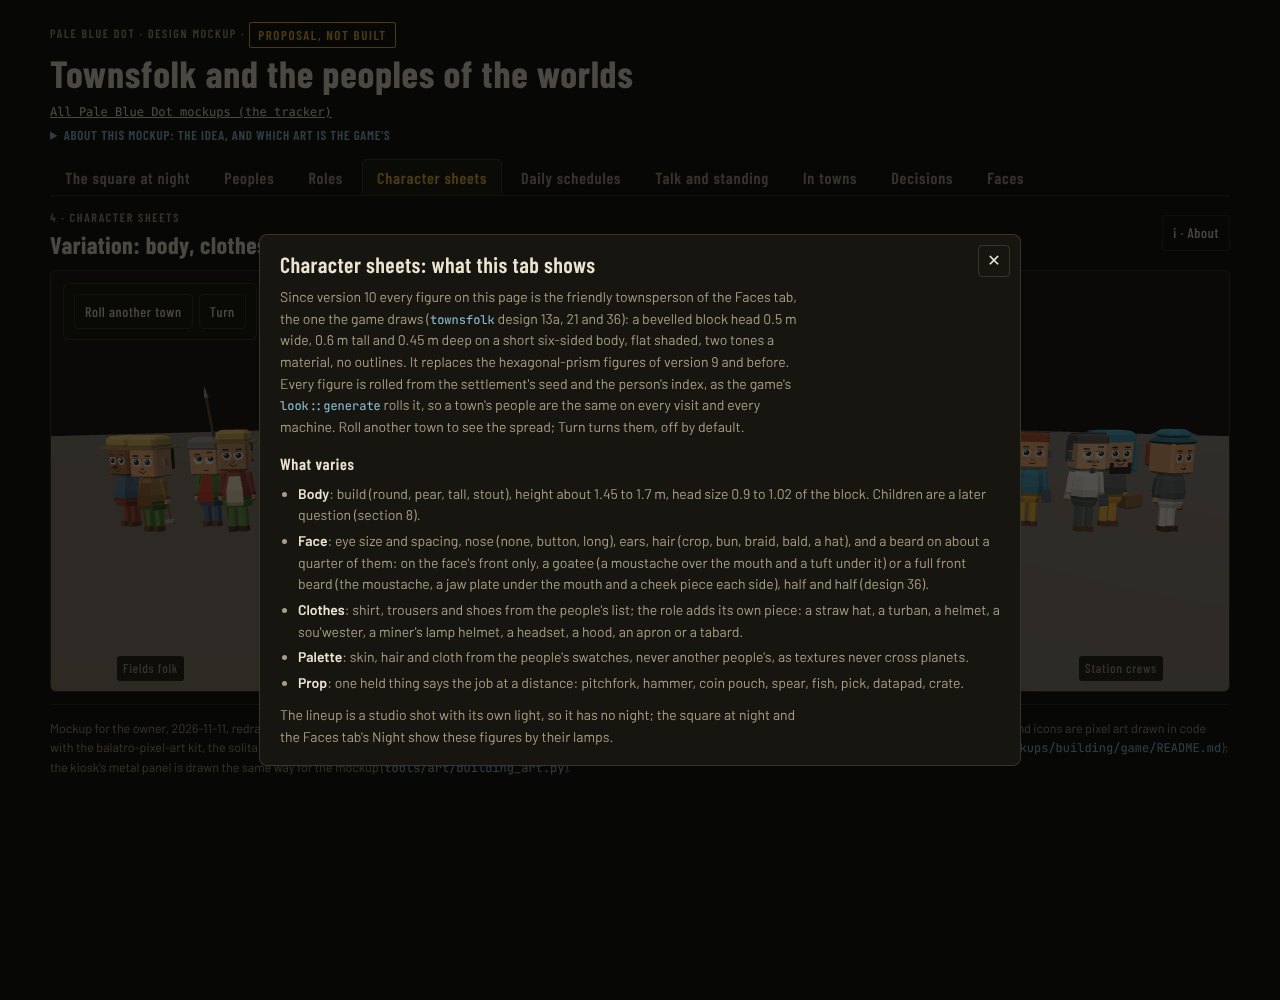 PALE BLUE DOT · DESIGN MOCKUP · PROPOSAL, NOT BUILT
Townsfolk and the peoples of the worlds
All Pale Blue Dot mockups (the tracker)
▶ ABOUT THIS MOCKUP: THE IDEA, AND WHICH ART IS THE GAME'S
The square at night Peoples Roles Character sheets Daily schedules Talk and standing In towns Decisions Faces
4 · CHARACTER SHEETS
Variation: body, clothes
i · About
Roll another town Turn
Character sheets: what this tab shows
✕
Since version 10 every figure on this page is the friendly townsperson of the Faces tab,
the one the game draws (townsfolk design 13a, 21 and 36): a bevelled block head 0.5 m
wide, 0.6 m tall and 0.45 m deep on a short six-sided body, flat shaded, two tones a
material, no outlines. It replaces the hexagonal-prism figures of version 9 and before.
Every figure is rolled from the settlement's seed and the person's index, as the game's
look::generate rolls it, so a town's people are the same on every visit and every
machine. Roll another town to see the spread; Turn turns them, off by default.
What varies
• Body: build (round, pear, tall, stout), height about 1.45 to 1.7 m, head size 0.9 to 1.02 of the block. Children are a later
question (section 8).
• Face: eye size and spacing, nose (none, button, long), ears, hair (crop, bun, braid, bald, a hat), and a beard on about a
quarter of them: on the face's front only, a goatee (a moustache over the mouth and a tuft under it) or a full front
beard (the moustache, a jaw plate under the mouth and a cheek piece each side), half and half (design 36).
• Clothes: shirt, trousers and shoes from the people's list; the role adds its own piece: a straw hat, a turban, a helmet, a
sou'wester, a miner's lamp helmet, a headset, a hood, an apron or a tabard.
• Palette: skin, hair and cloth from the people's swatches, never another people's, as textures never cross planets.
• Prop: one held thing says the job at a distance: pitchfork, hammer, coin pouch, spear, fish, pick, datapad, crate.
The lineup is a studio shot with its own light, so it has no night; the square at night and
the Faces tab's Night show these figures by their lamps.
Fields folk
Station crews
Mockup for the owner, 2026-11-11, redra
nd icons are pixel art drawn in code
with the balatro-pixel-art kit, the solita
kups/building/game/README.md);
the kiosk's metal panel is drawn the same way for the mockup (tools/art/building_art.py).